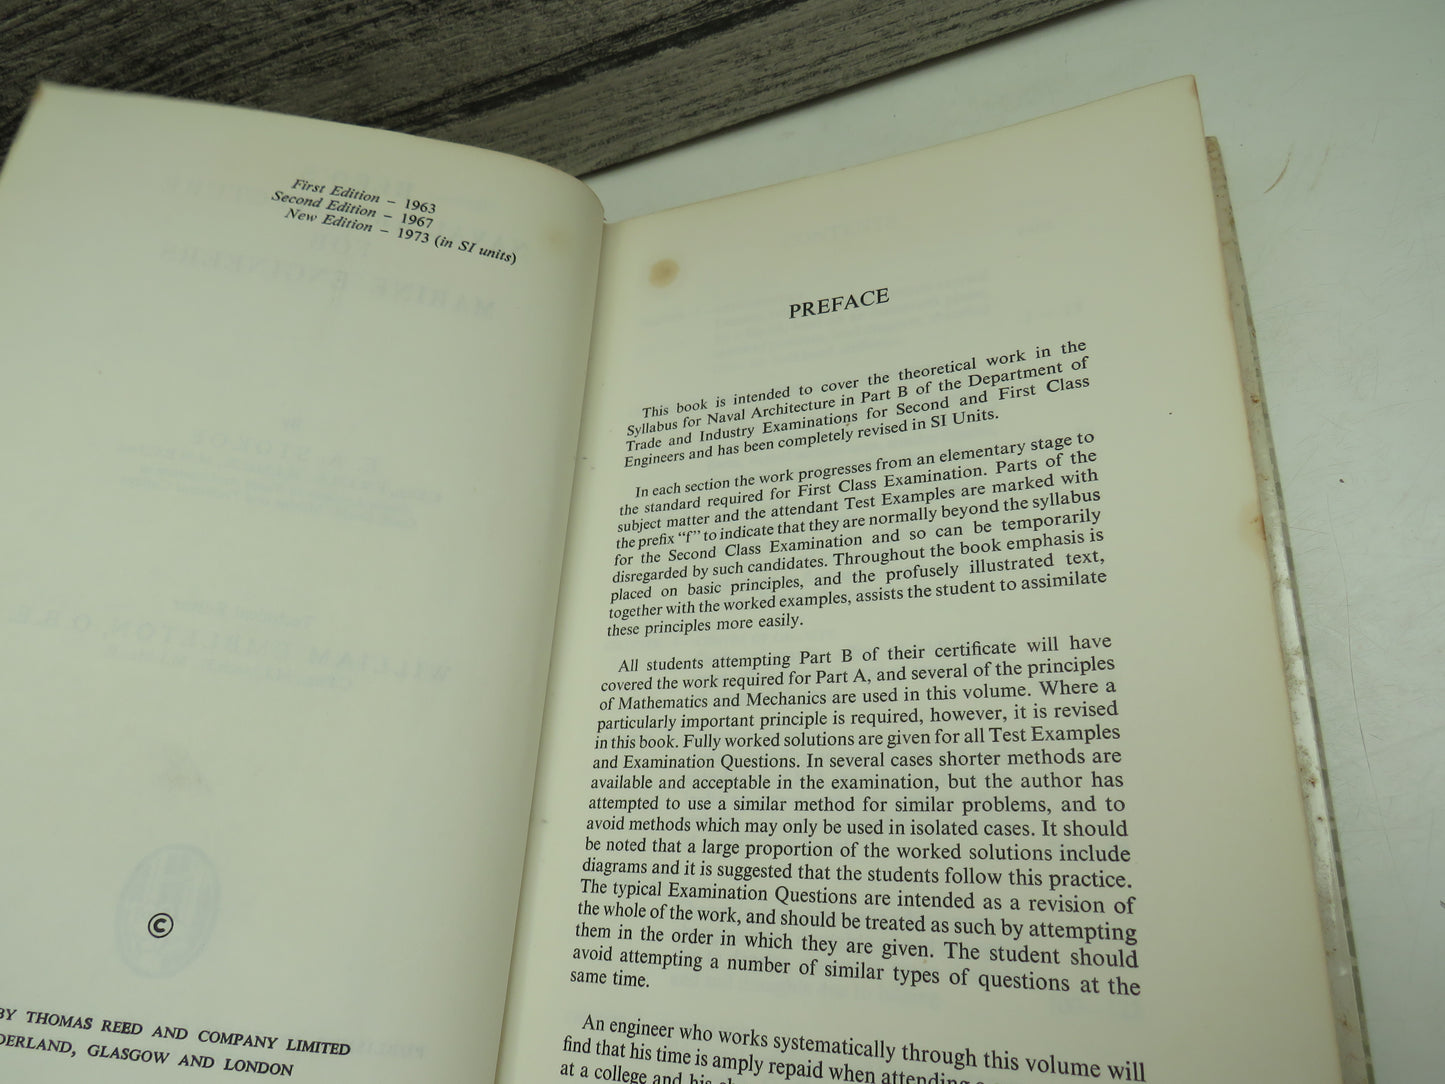 First Edition – 1963
Second Edition – 1967
New Edition – 1973 (in SI units)
©
BY THOMAS REED AND COMPANY LIMITED
GLASGOW AND LONDON
PREFACE
This book is intended to cover the theoretical work in the
Syllabus for Naval Architecture in Part B of the Department of
Trade and Industry Examinations for Second and First Class
Engineers and has been completely revised in SI Units.
In each section the work progresses from an elementary stage to
the standard required for First Class Examination. Parts of the
subject matter and the attendant Test Examples are marked with
the prefix "f" to indicate that they are normally beyond the syllabus
for the Second Class Examination and so can be temporarily
disregarded by such candidates. Throughout the book emphasis is
placed on basic principles, and the profusely illustrated text,
together with the worked examples, assists the student to assimilate
these principles more easily.
All students attempting Part B of their certificate will have
covered the work required for Part A, and several of the principles
of Mathematics and Mechanics are used in this volume. Where a
particularly important principle is required, however, it is revised
in this book. Fully worked solutions are given for all Test Examples
and Examination Questions. In several cases shorter methods are
available and acceptable in the examination, but the author has
attempted to use a similar method for similar problems, and to
avoid methods which may only be used in isolated cases. It should
be noted that a large proportion of the worked solutions include
diagrams and it is suggested that the students follow this practice.
The typical Examination Questions are intended as a revision of
the whole of the work, and should be treated as such by attempting
them in the order in which they are given. The student should
avoid attempting a number of similar types of questions at the
same time.
An engineer who works systematically through this volume will
find that his time is amply repaid when attending
at a college and his